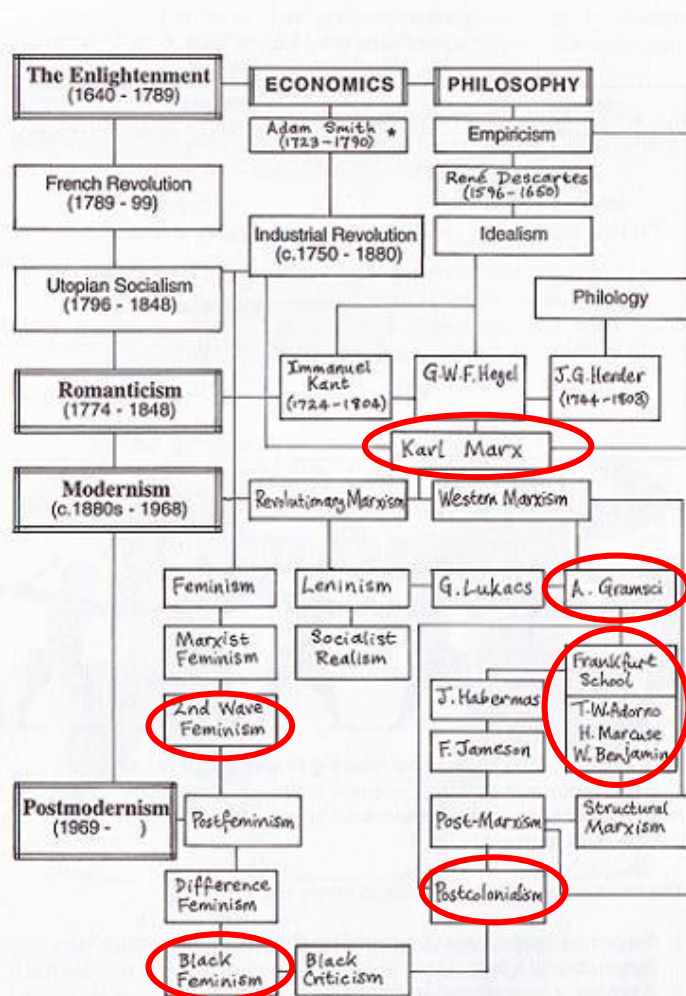 The Enlightenment
(1640 - 1789)
ECONOMICS
PHILOSOPHY
Adam Smith *
(1723-1790)
Empiricism
French Revolution
(1789 - 99)
René Descartes
(1596-1650)
Industrial Revolution
(c.1750 - 1880)
Idealism
Utopian Socialism
(1796 - 1848)
Philology
Romanticism
(1774 - 1848)
Immanuel
Kant
(1724-1804)
G.W.F. Hegel
J.G. Herder
(1744-1803)
Karl Marx
Modernism
(c.1880s - 1968)
Revolutionary Marxism
Western Marxism
Feminism
Leninism
G. Lukacs
A. Gramsci
Marxist
Feminism
Socialist
Realism
Frankfurt
School
T.W. Adorno
H. Marcuse
W. Benjamin
J. Habermas
2nd Wave
Feminism
F. Jameson
Postmodernism
(1969 - )
Postfeminism
Post-Marxism
Structural
Marxism
Difference
Feminism
Postcolonialism
Black
Feminism
Black
Criticism